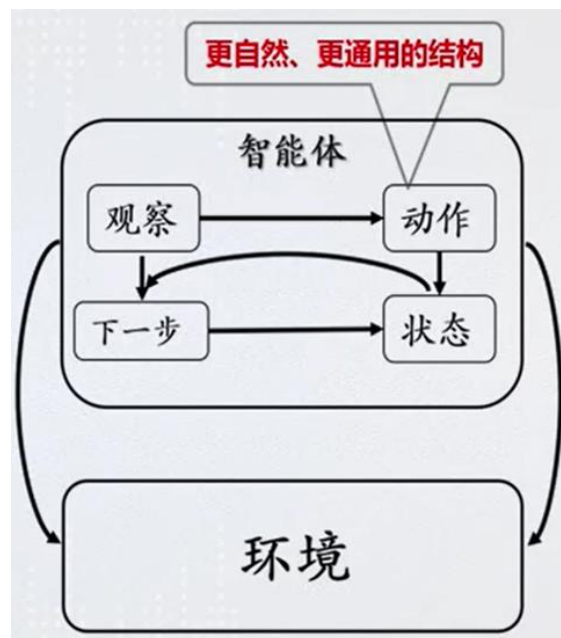 更自然、更通用的结构
智能体
观察
动作
下一步
状态
环境